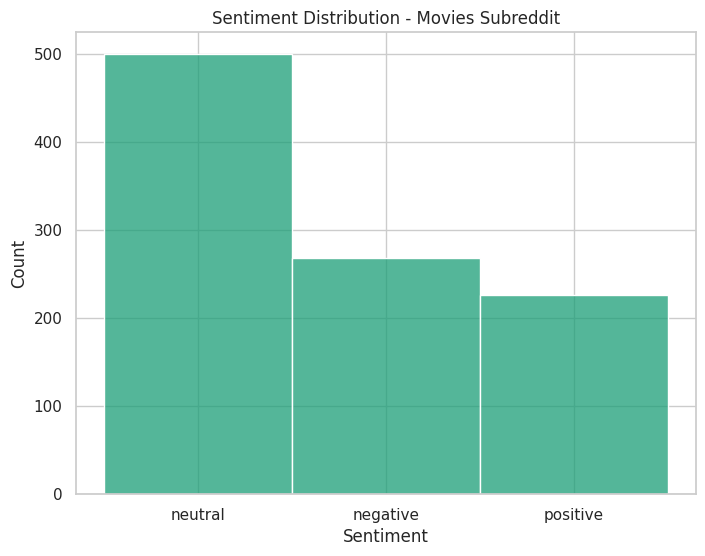 Sentiment Distribution - Movies Subreddit
500
400
300
200
100
0
Count
neutral negative positive
Sentiment